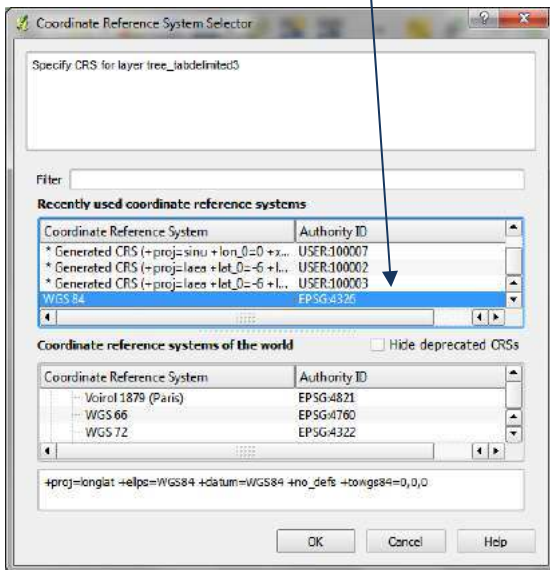 Coordinate Reference System Selector
Specify CRS for layer tree_tabdelimited3
Filter
Recently used coordinate reference systems
Coordinate Reference System Authority ID
* Generated CRS (+proj=sinu +lon_0=0 +x... USER:100007
* Generated CRS (+proj=laea +lat_0=-6 +l... USER:100002
* Generated CRS (+proj=laea +lat_0=-6 +l... USER:100003
WGS 84 EPSG:4326
Coordinate reference systems of the world Hide deprecated CRSs
Coordinate Reference System Authority ID
Voirol 1879 (Paris) EPSG:4821
WGS 66 EPSG:4760
WGS 72 EPSG:4322
+proj=longlat +ellps=WGS84 +datum=WGS84 +no_defs +towgs84=0,0,0
OK Cancel Help